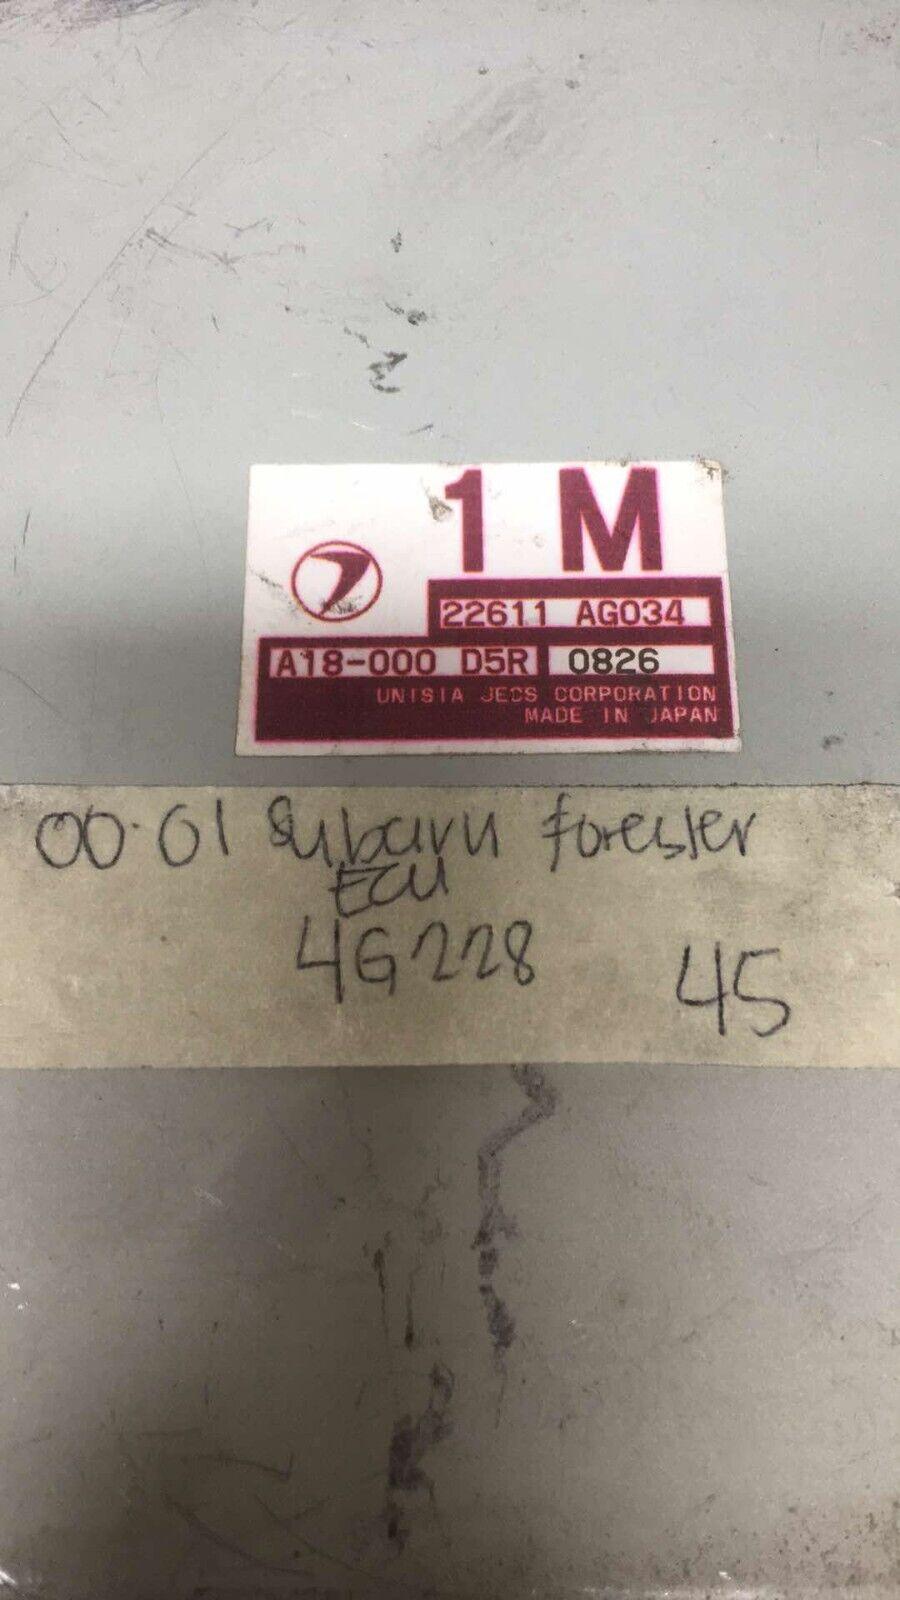 1 M
22611 AG034
A18-000 D5R 0826
UNISIA JECS CORPORATION
MADE IN JAPAN
00-01 Subaru forester
ECU
4G228 45